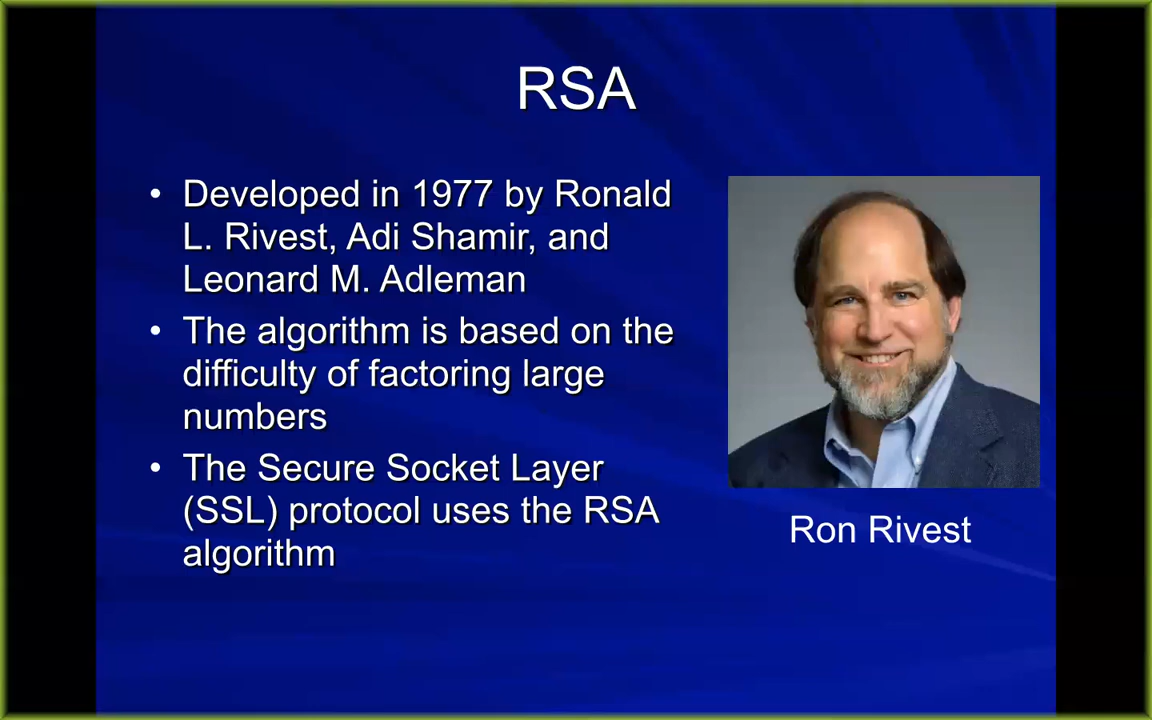 RSA
• Developed in 1977 by Ronald
L. Rivest, Adi Shamir, and
Leonard M. Adleman
• The algorithm is based on the
difficulty of factoring large
numbers
• The Secure Socket Layer
(SSL) protocol uses the RSA
algorithm
Ron Rivest